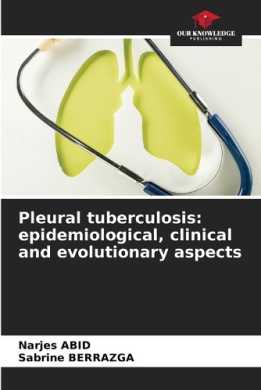 OUR KNOWLEDGE
PUBLISHING
Pleural tuberculosis:
epidemiological, clinical
and evolutionary aspects
Narjes ABID
Sabrine BERRAZGA